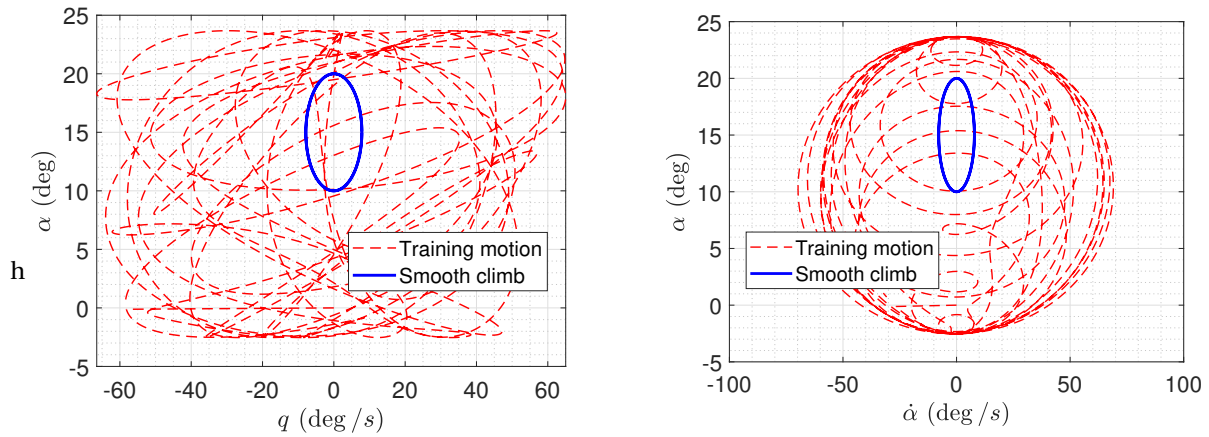 h
25
20
15
10
5
0
-5
α (deg)
-60
-40
-20
0
20
40
60
q (deg /s)
Training motion
Smooth climb
25
20
15
10
5
0
-5
α (deg)
-100
-50
0
50
100
α̇ (deg /s)
Training motion
Smooth climb